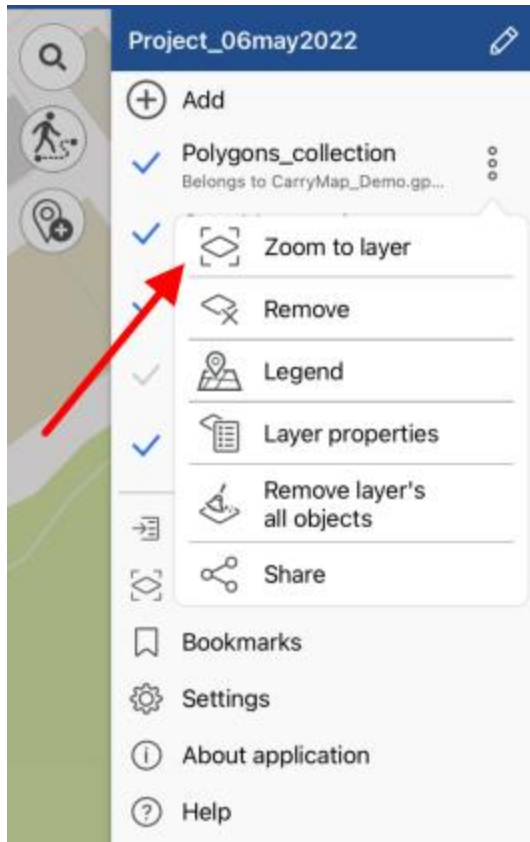 Project_06may2022
Add
Polygons_collection
Belongs to CarryMap_Demo.gp...
Zoom to layer
Remove
Legend
Layer properties
Remove layer's
all objects
Share
Bookmarks
Settings
About application
Help